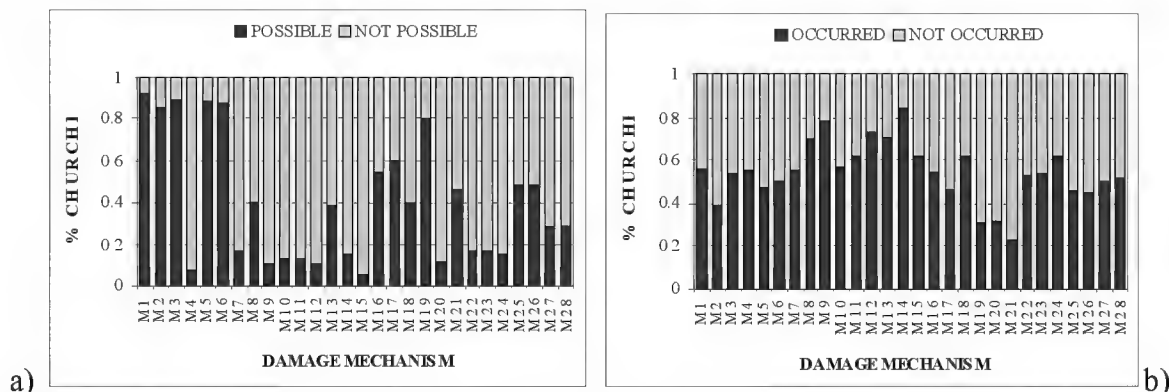 POSSIBLE NOT POSSIBLE
% CHURCHI
1
0.8
0.6
0.4
0.2
0
M1 M2 M3 M4 M5 M6 M7 M8 M9 M10 M11 M12 M13 M14 M15 M16 M17 M18 M19 M20 M21 M22 M23 M24 M25 M26 M27 M28
DAMAGE MECHANISM
a)
OCCURRED NOT OCCURRED
% CHURCHI
1
0.8
0.6
0.4
0.2
0
M1 M2 M3 M4 M5 M6 M7 M8 M9 M10 M11 M12 M13 M14 M15 M16 M17 M18 M19 M20 M21 M22 M23 M24 M25 M26 M27 M28
DAMAGE MECHANISM
b)